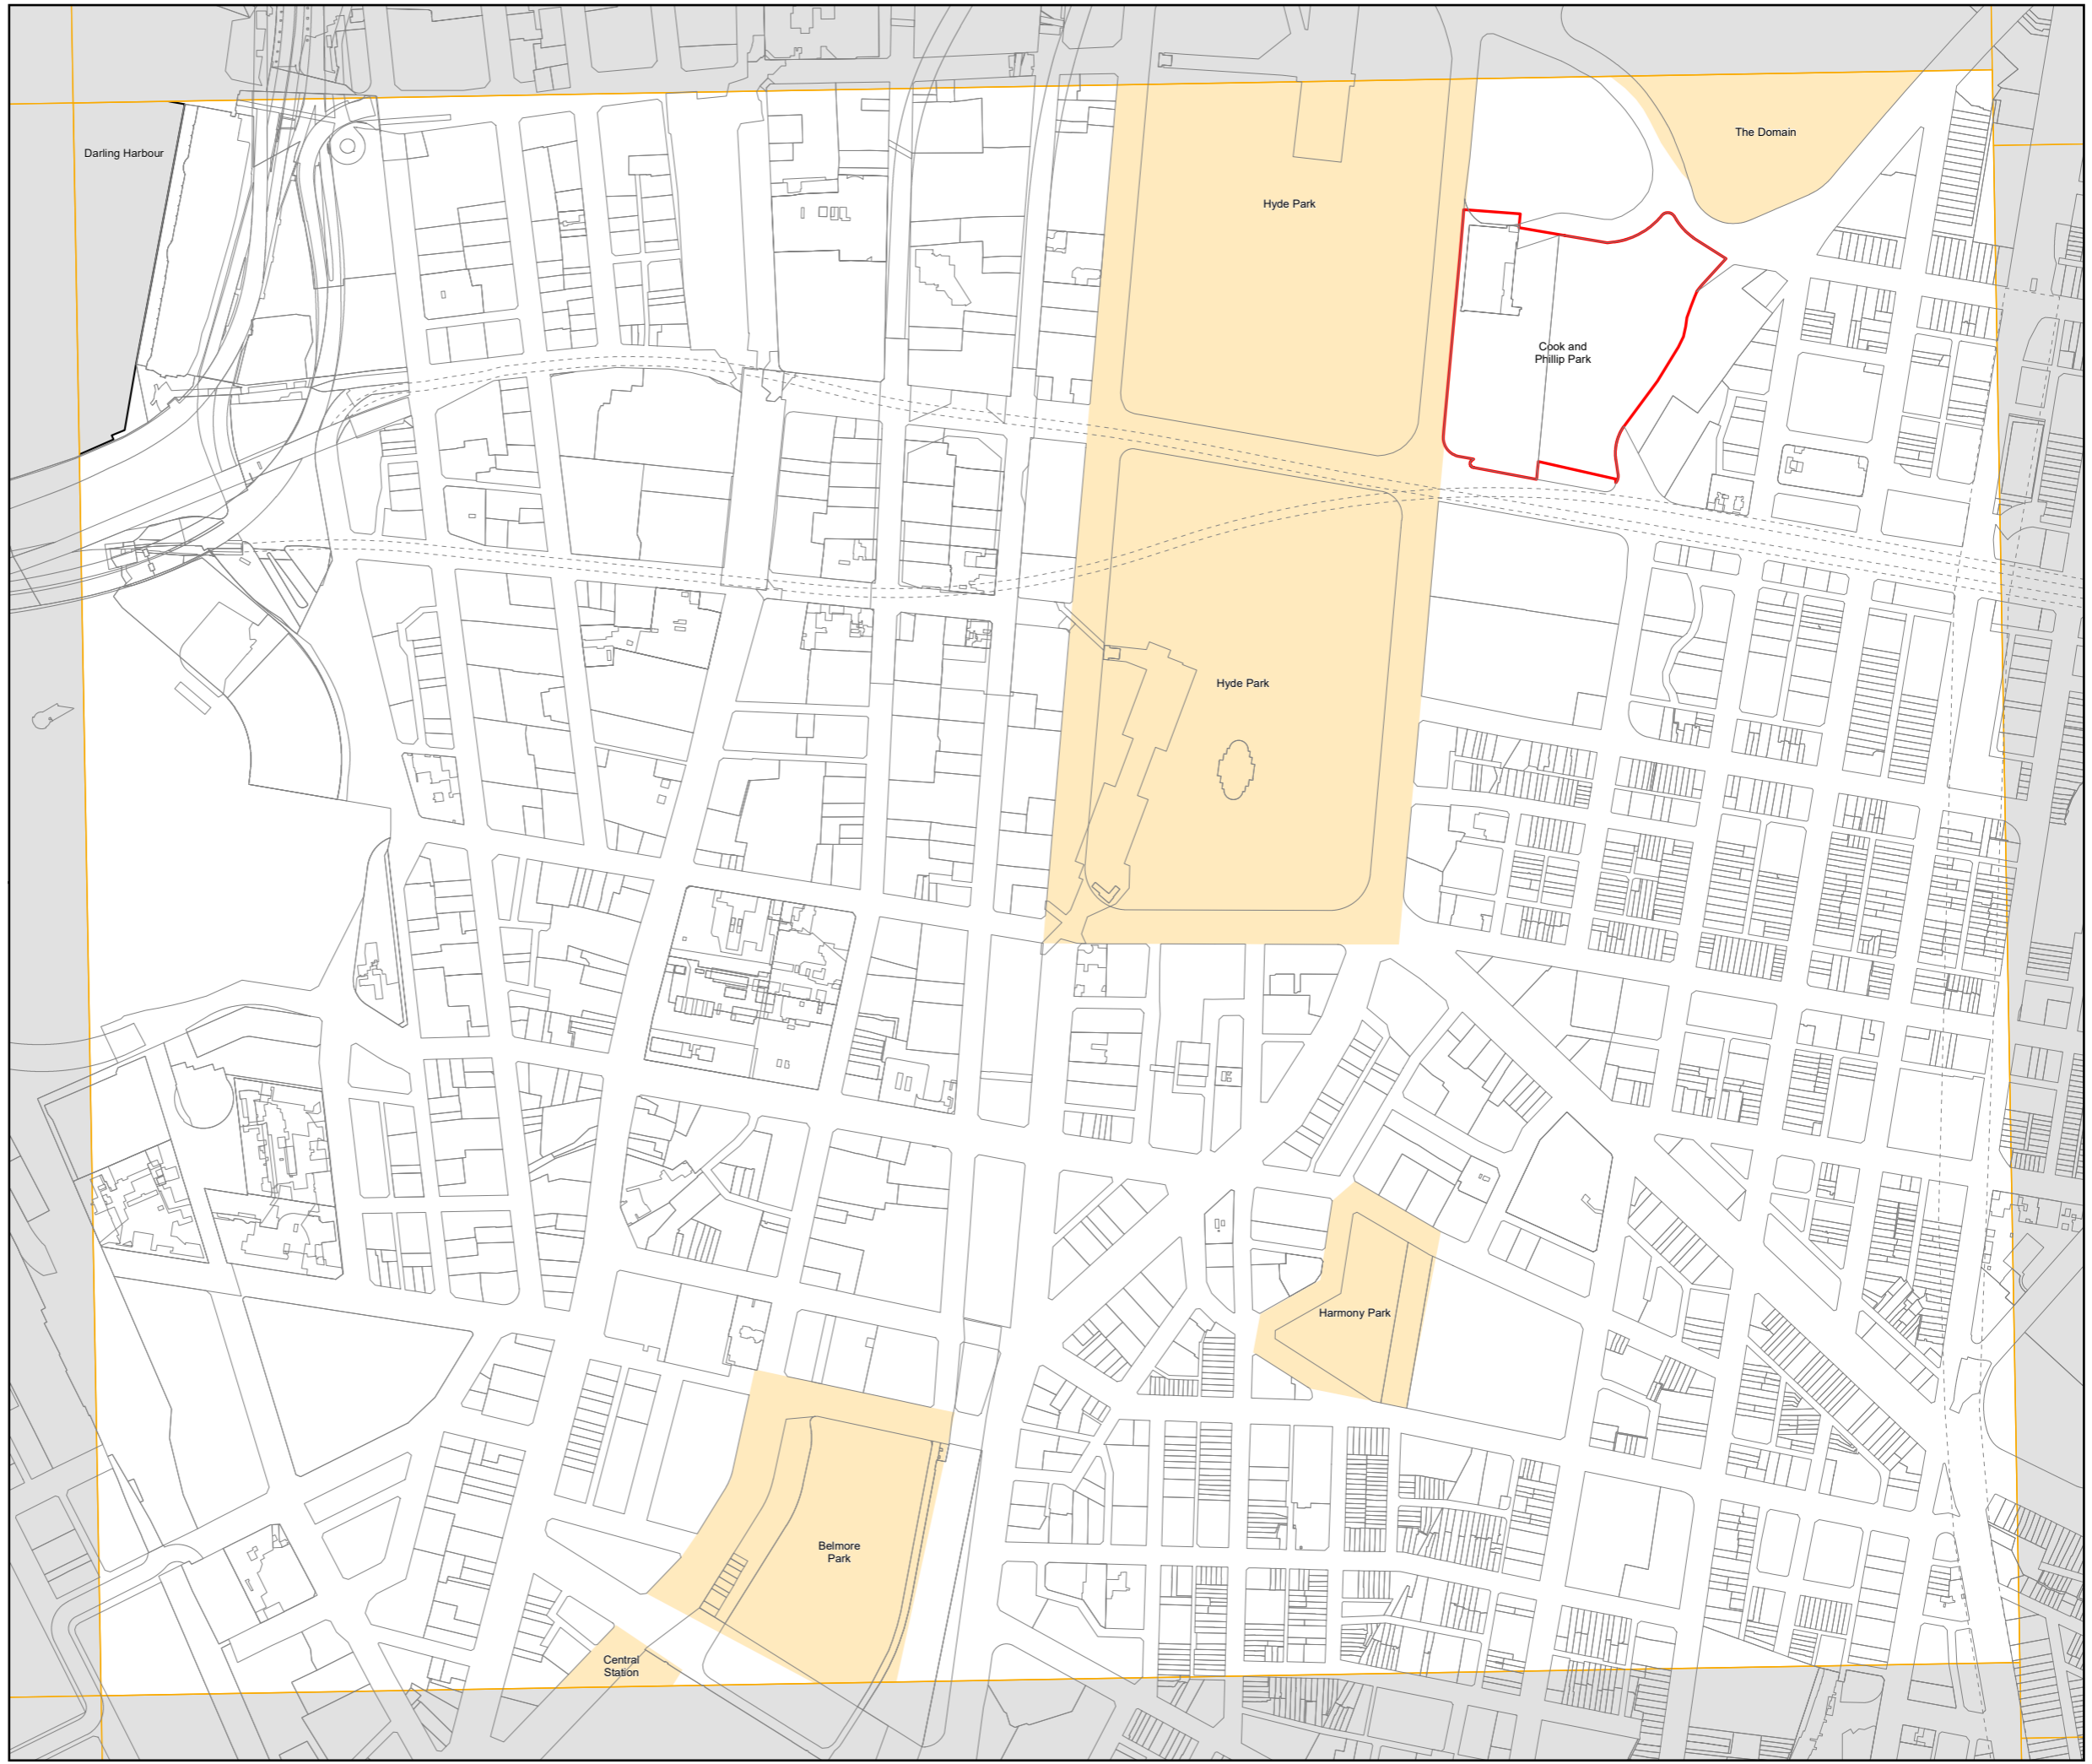 The Domain
Darling Harbour
Hyde Park
Cook and
Phillip Park
Hyde Park
Harmony Park
Belmore
Park
Central
Station